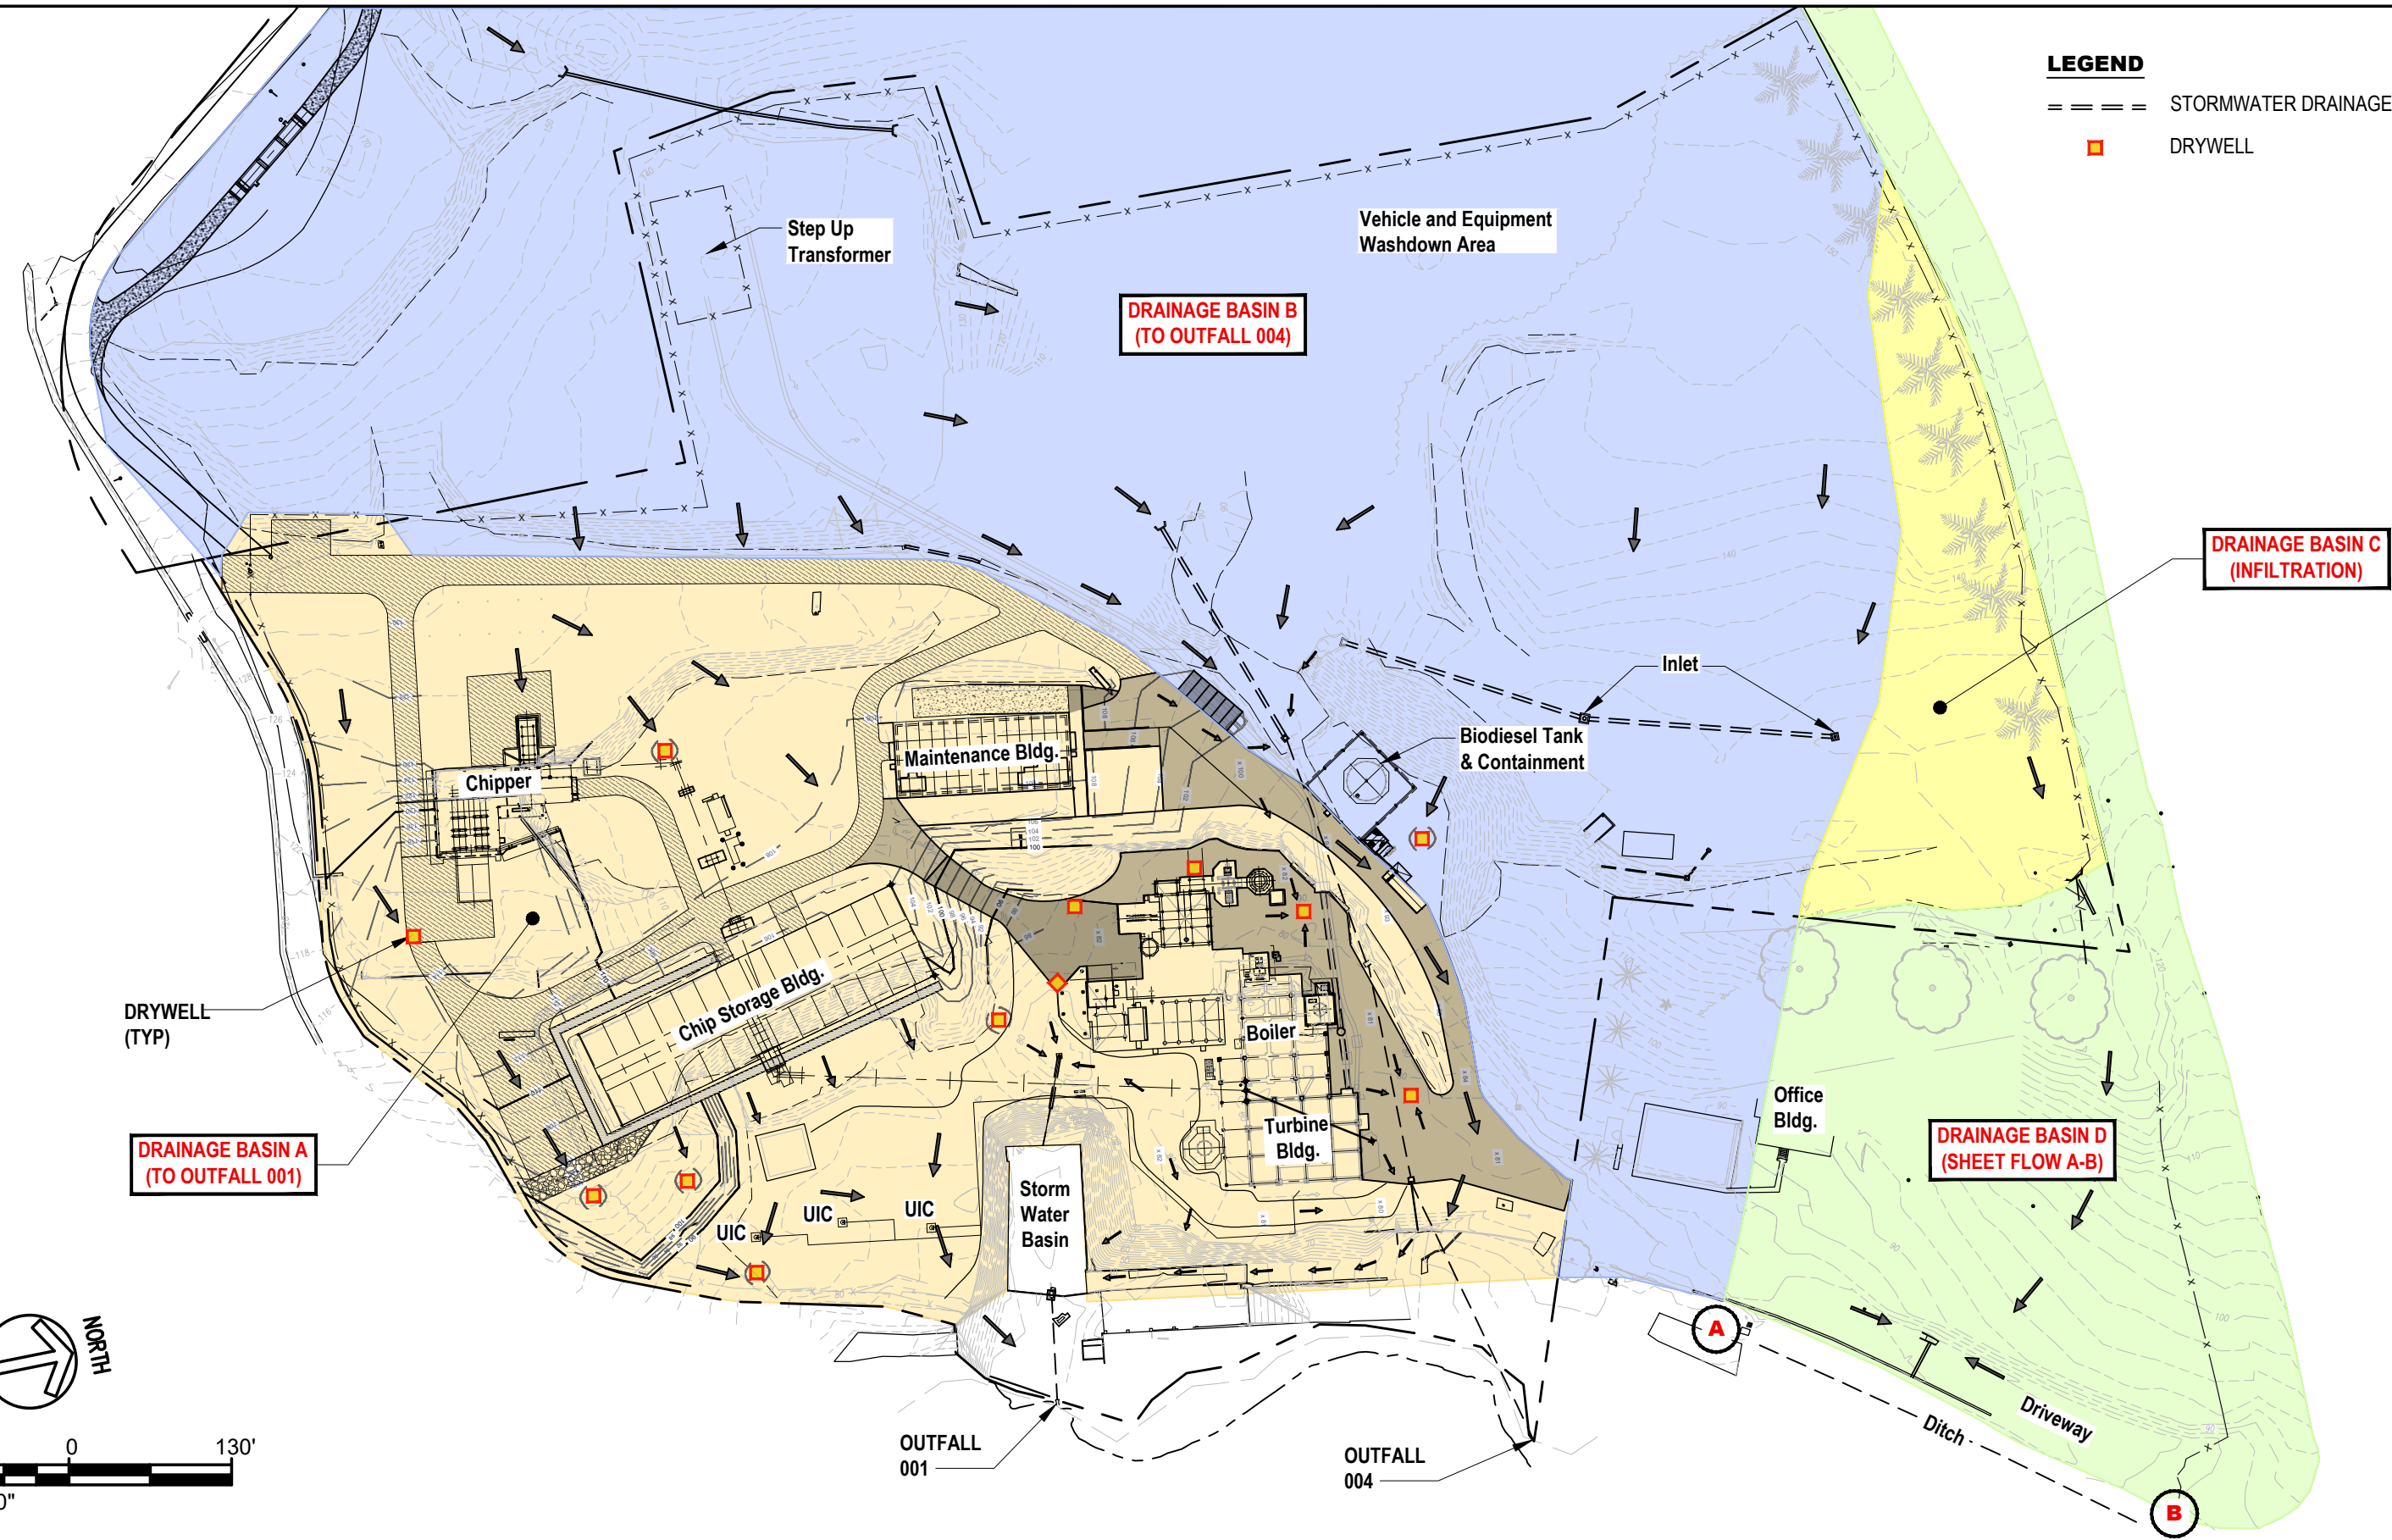 LEGEND
STORMWATER DRAINAGE
DRYWELL
Step Up
Transformer
Vehicle and Equipment
Washdown Area
DRAINAGE BASIN B
(TO OUTFALL 004)
DRAINAGE BASIN C
(INFILTRATION)
Inlet
Biodiesel Tank
& Containment
Maintenance Bldg.
Chipper
Chip Storage Bldg.
DRYWELL
(TYP)
Boiler
Turbine
Bldg.
Office
Bldg.
DRAINAGE BASIN A
(TO OUTFALL 001)
DRAINAGE BASIN D
(SHEET FLOW A-B)
UIC
UIC
UIC
Storm
Water
Basin
A
Driveway
Ditch
B
OUTFALL
001
OUTFALL
004
NORTH
0 130'
0"